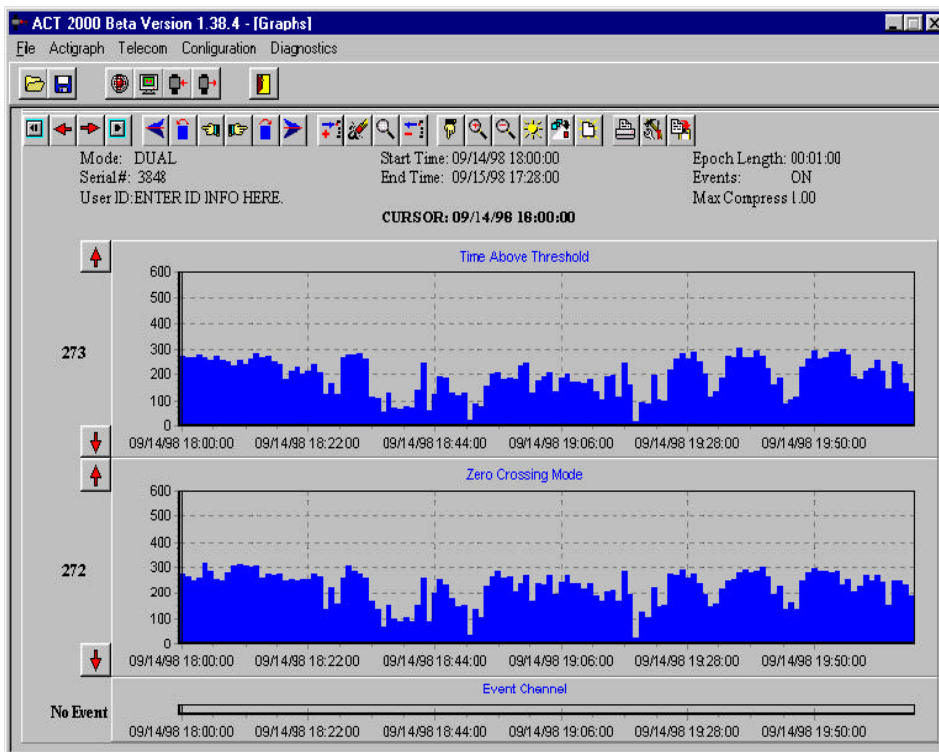 ACT 2000 Beta Version 1.38.4 - [Graphs]
File Actigraph Telecom Configuration Diagnostics
Mode: DUAL Start Time: 09/14/98 18:00:00 Epoch Length: 00:01:00
Serial#: 3848 End Time: 09/15/98 17:28:00 Events: ON
User ID:ENTER ID INFO HERE. Max Compress 1.00
CURSOR: 09/14/98 18:00:00
Time Above Threshold
600
500
400
300
273
200
100
0
09/14/98 18:00:00 09/14/98 18:22:00 09/14/98 18:44:00 09/14/98 19:06:00 09/14/98 19:28:00 09/14/98 19:50:00
Zero Crossing Mode
600
500
400
300
272
200
100
0
09/14/98 18:00:00 09/14/98 18:22:00 09/14/98 18:44:00 09/14/98 19:06:00 09/14/98 19:28:00 09/14/98 19:50:00
Event Channel
No Event
09/14/98 18:00:00 09/14/98 18:22:00 09/14/98 18:44:00 09/14/98 19:06:00 09/14/98 19:28:00 09/14/98 19:50:00